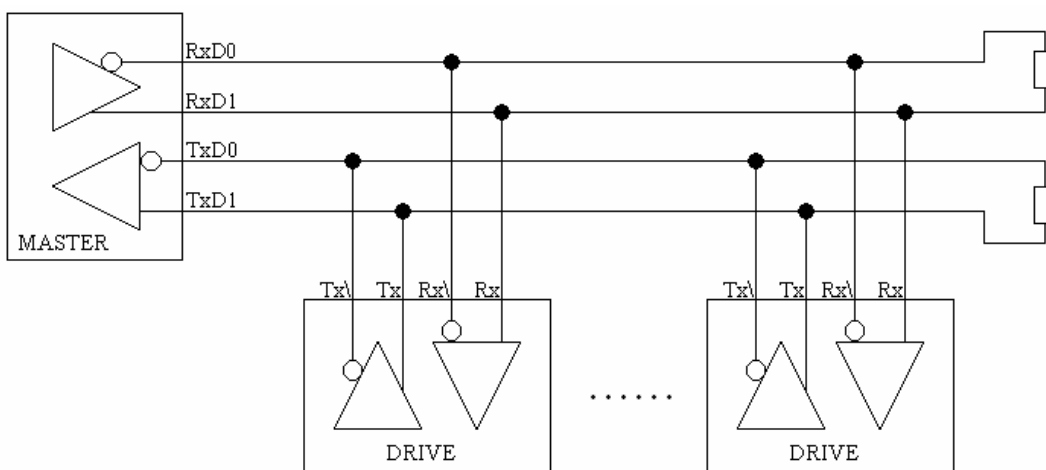 RxD0
RxD1
TxD0
TxD1
MASTER
Tx\ Tx Rx\ Rx
Tx\ Tx Rx\ Rx
......
DRIVE
DRIVE